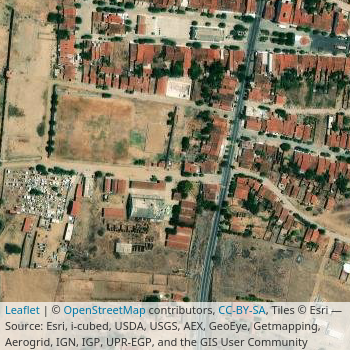 Leaflet | © OpenStreetMap contributors, CC-BY-SA, Tiles © Esri —
Source: Esri, i-cubed, USDA, USGS, AEX, GeoEye, Getmapping,
Aerogrid, IGN, IGP, UPR-EGP, and the GIS User Community